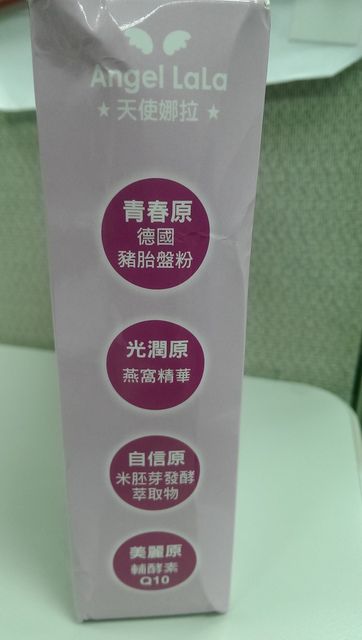 Angel LaLa
★ 天使娜拉 ★
青春原
德國
豬胎盤粉
光潤原
燕窩精華
自信原
米胚芽發酵
萃取物
美麗原
輔酵素
Q10